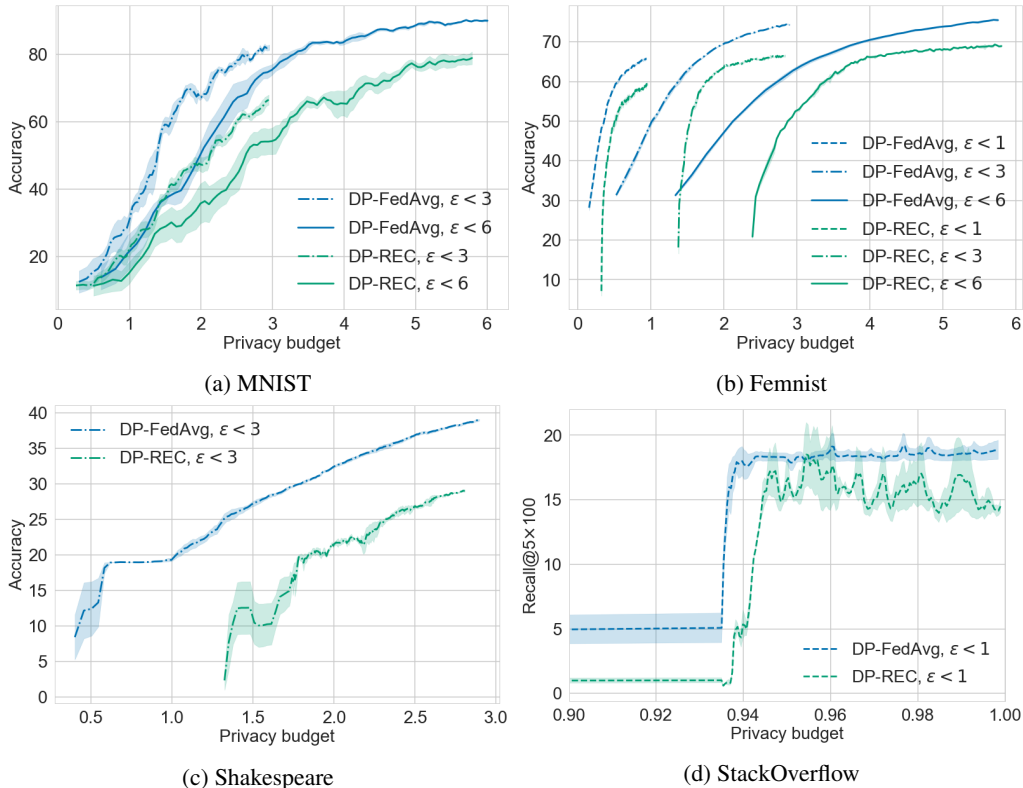 80
60
40
20
Accuracy
DP-FedAvg, ε < 3
DP-FedAvg, ε < 6
DP-REC, ε < 3
DP-REC, ε < 6
0 1 2 3 4 5 6
Privacy budget
(a) MNIST
70
60
50
40
30
20
10
Accuracy
DP-FedAvg, ε < 1
DP-FedAvg, ε < 3
DP-FedAvg, ε < 6
DP-REC, ε < 1
DP-REC, ε < 3
DP-REC, ε < 6
0 1 2 3 4 5 6
Privacy budget
(b) Femnist
40
35
30
25
20
15
10
5
0
Accuracy
DP-FedAvg, ε < 3
DP-REC, ε < 3
0.5 1.0 1.5 2.0 2.5 3.0
Privacy budget
(c) Shakespeare
20
15
10
5
0
Recall@5×100
DP-FedAvg, ε < 1
DP-REC, ε < 1
0.90 0.92 0.94 0.96 0.98 1.00
Privacy budget
(d) StackOverflow